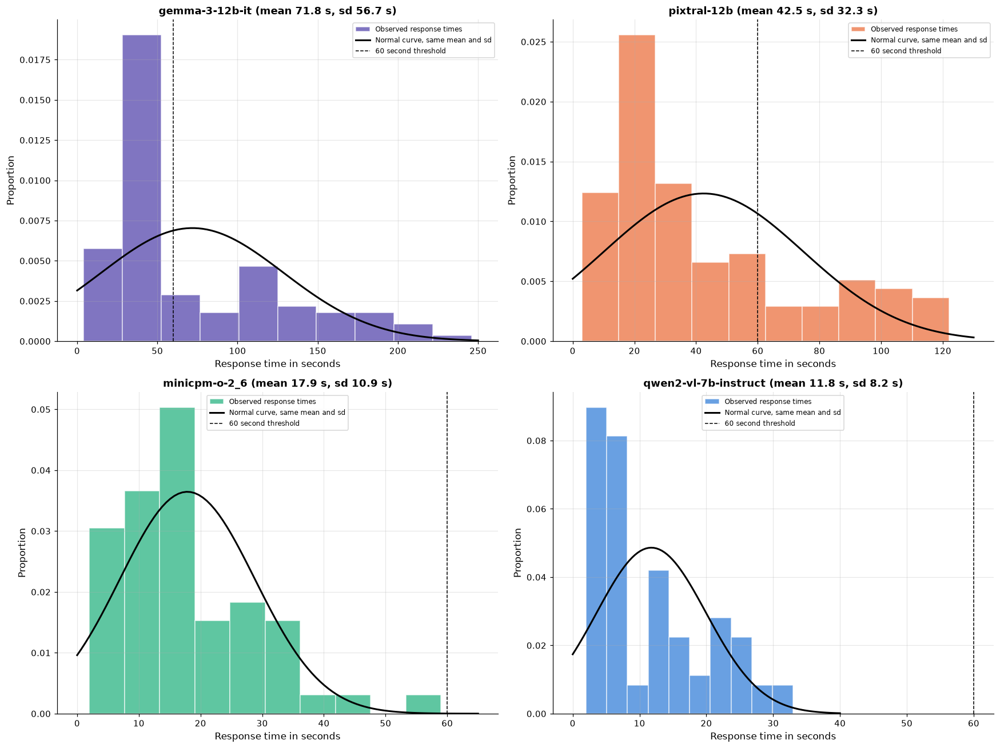 gemma-3-12b-it (mean 71.8 s, sd 56.7 s)
Observed response times
Normal curve, same mean and sd
60 second threshold
Proportion
0.0175
0.0150
0.0125
0.0100
0.0075
0.0050
0.0025
0.0000
0 50 100 150 200 250
Response time in seconds
pixtral-12b (mean 42.5 s, sd 32.3 s)
Observed response times
Normal curve, same mean and sd
60 second threshold
Proportion
0.025
0.020
0.015
0.010
0.005
0.000
0 20 40 60 80 100 120
Response time in seconds
minicpm-o-2_6 (mean 17.9 s, sd 10.9 s)
Observed response times
Normal curve, same mean and sd
60 second threshold
Proportion
0.05
0.04
0.03
0.02
0.01
0.00
0 10 20 30 40 50 60
Response time in seconds
qwen2-vl-7b-instruct (mean 11.8 s, sd 8.2 s)
Observed response times
Normal curve, same mean and sd
60 second threshold
Proportion
0.08
0.06
0.04
0.02
0.00
0 10 20 30 40 50 60
Response time in seconds